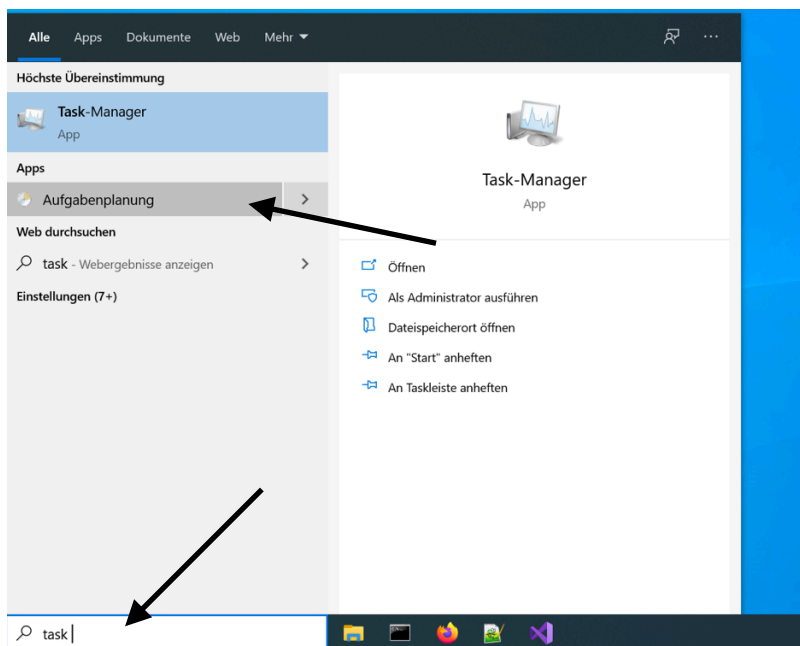 Alle Apps Dokumente Web Mehr
Höchste Übereinstimmung
Task-Manager
App
Apps
Aufgabenplanung
Web durchsuchen
task - Webergebnisse anzeigen
Einstellungen (7+)
Task-Manager
App
Öffnen
Als Administrator ausführen
Dateispeicherort öffnen
An "Start" anheften
An Taskleiste anheften
task